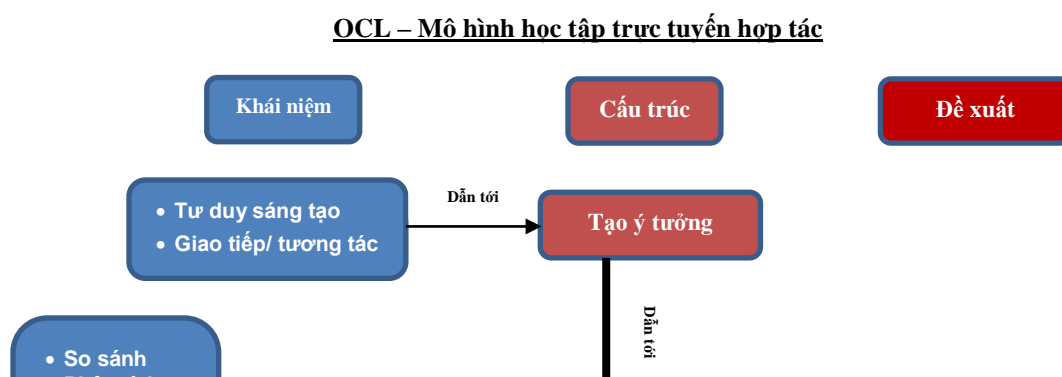 OCL – Mô hình học tập trực tuyến hợp tác
Khái niệm
Cấu trúc
Đề xuất
• Tư duy sáng tạo
• Giao tiếp/ tương tác
Dẫn tới
Tạo ý tưởng
Dẫn tới
• So sánh